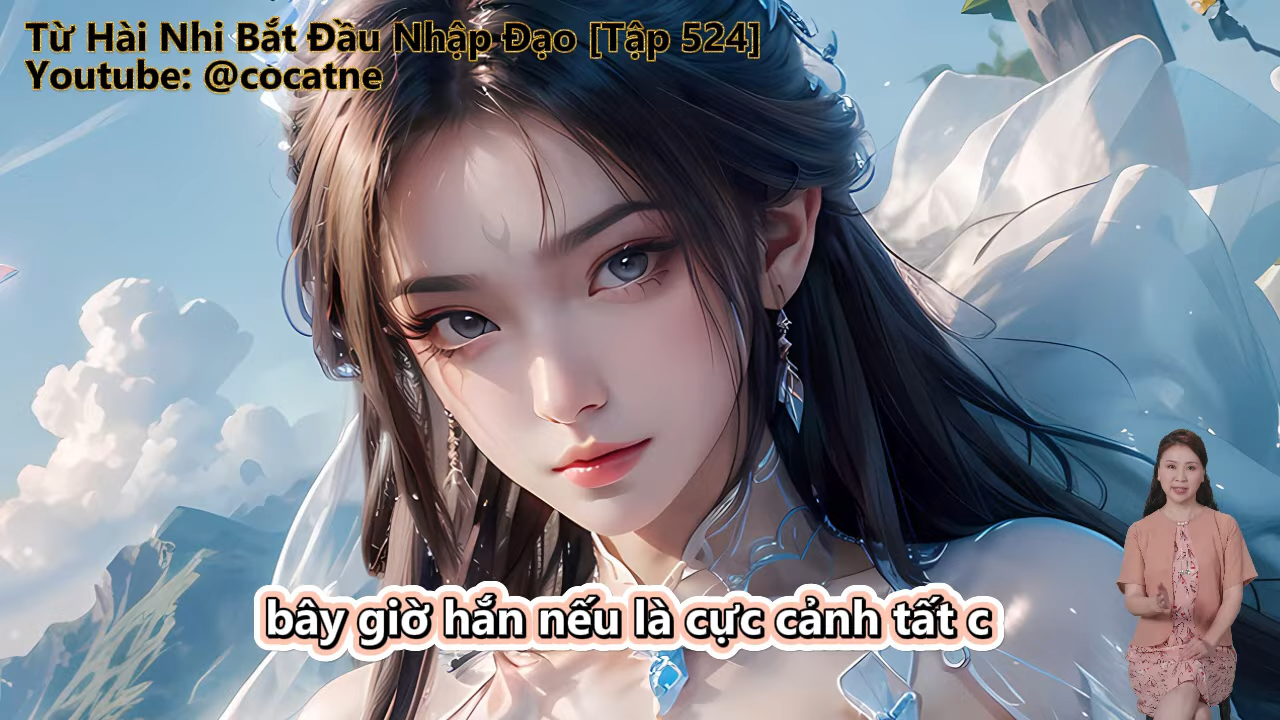 Từ Hài Nhi Bắt Đầu Nhập Đạo [Tập 524]
Youtube: @cocatne
bây giờ hắn nếu là cực cảnh tất c